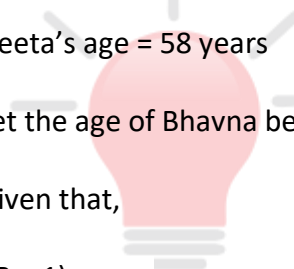 eeta’s age = 58 years
et the age of Bhavna be
iven that,